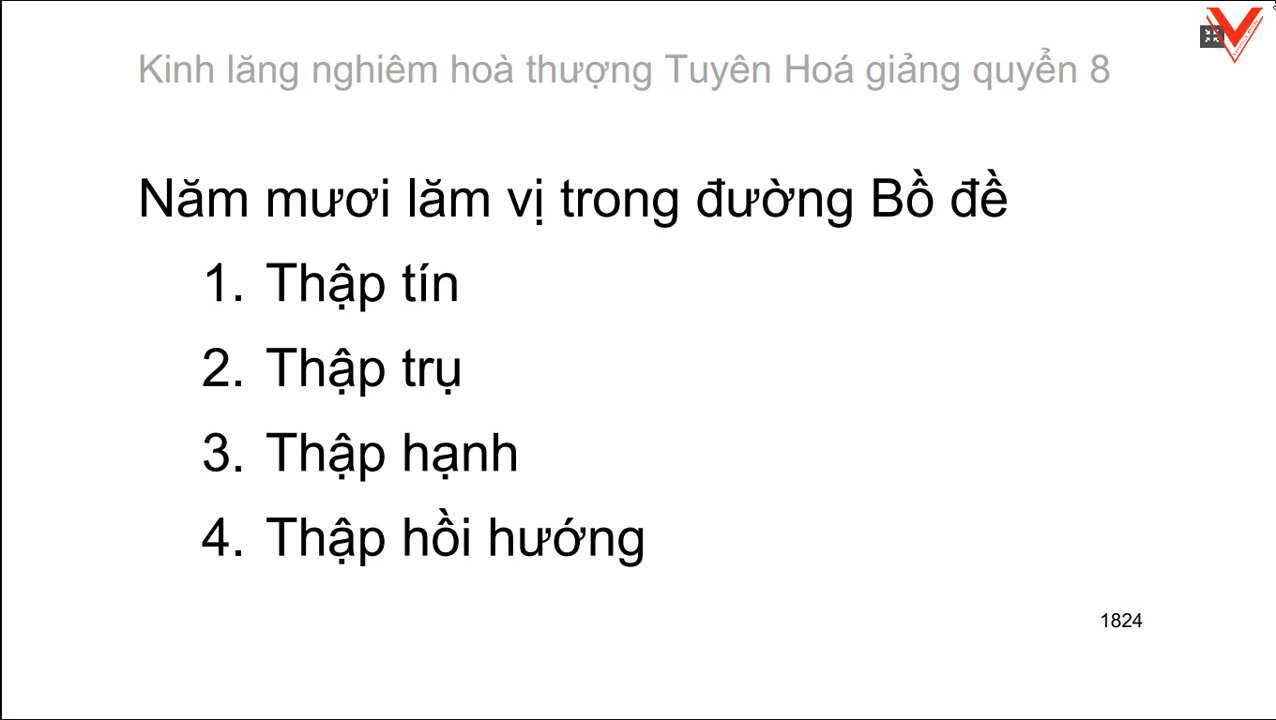 Kinh lăng nghiêm hoà thượng Tuyên Hoá giảng quyển 8
Năm mươi lăm vị trong đường Bồ đề
1. Thập tín
2. Thập trụ
3. Thập hạnh
4. Thập hồi hướng
1824